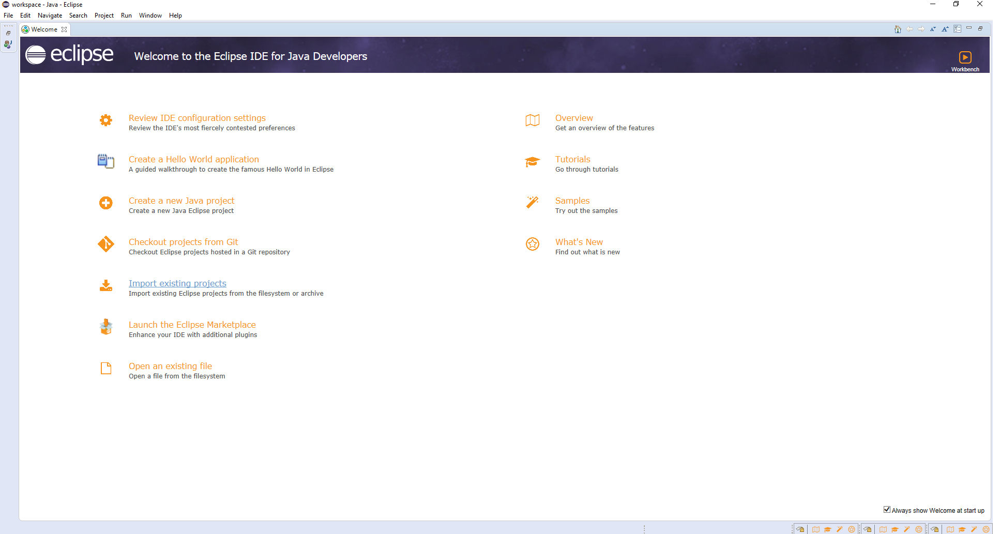 workspace - Java - Eclipse
File Edit Navigate Search Project Run Window Help
Welcome
eclipse
Welcome to the Eclipse IDE for Java Developers
Workbench
Review IDE configuration settings
Review the IDE's most fiercely contested preferences
Create a Hello World application
A guided walkthrough to create the famous Hello World in Eclipse
Create a new Java project
Create a new Java Eclipse project
Checkout projects from Git
Checkout Eclipse projects hosted in a Git repository
Import existing projects
Import existing Eclipse projects from the filesystem or archive
Launch the Eclipse Marketplace
Enhance your IDE with additional plugins
Open an existing file
Open a file from the filesystem
Overview
Get an overview of the features
Tutorials
Go through tutorials
Samples
Try out the samples
What's New
Find out what is new
Always show Welcome at start up